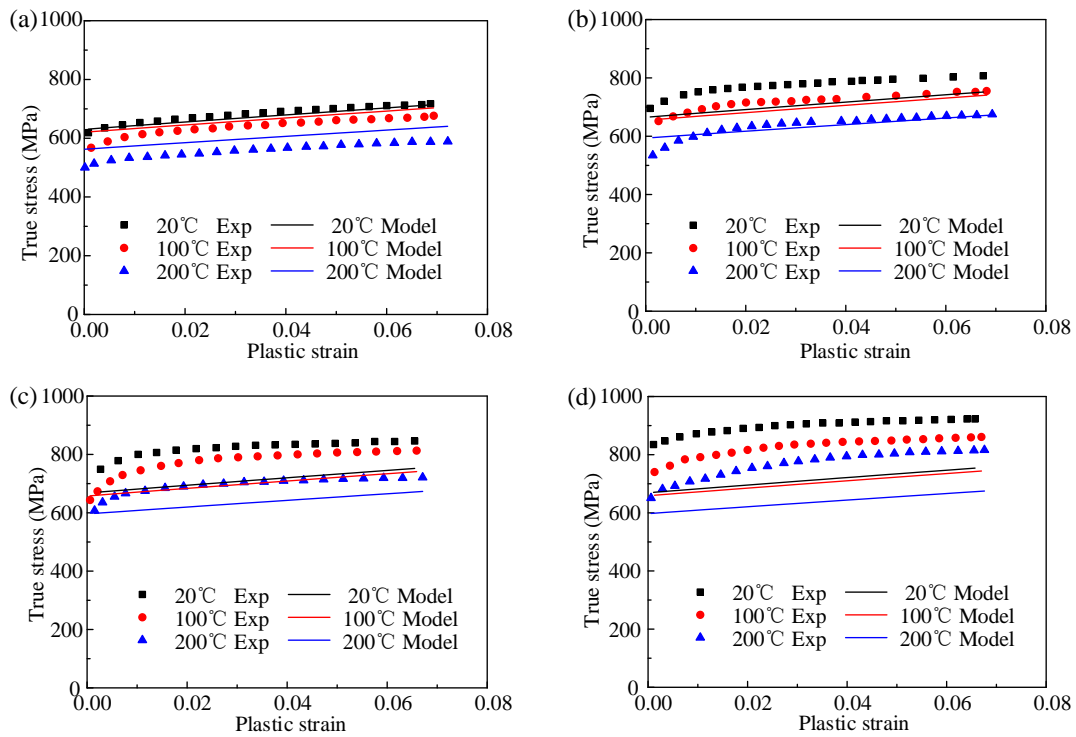 (a)
1000
800
600
400
200
0
True stress (MPa)
20℃ Exp 20℃ Model
100℃ Exp 100℃ Model
200℃ Exp 200℃ Model
0.00 0.02 0.04 0.06 0.08
Plastic strain
(b)
1000
800
600
400
200
0
True stress (MPa)
20℃ Exp 20℃ Model
100℃ Exp 100℃ Model
200℃ Exp 200℃ Model
0.00 0.02 0.04 0.06 0.08
Plastic strain
(c)
1000
800
600
400
200
0
True stress (MPa)
20℃ Exp 20℃ Model
100℃ Exp 100℃ Model
200℃ Exp 200℃ Model
0.00 0.02 0.04 0.06 0.08
Plastic strain
(d)
1000
800
600
400
200
0
True stress (MPa)
20℃ Exp 20℃ Model
100℃ Exp 100℃ Model
200℃ Exp 200℃ Model
0.00 0.02 0.04 0.06 0.08
Plastic strain